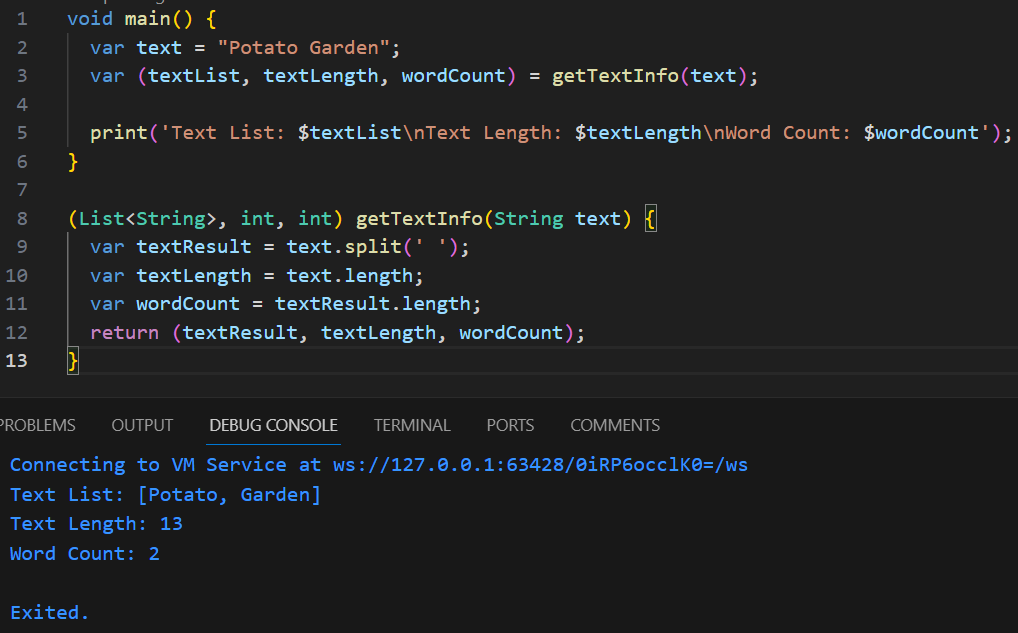 1 void main() {
2 var text = "Potato Garden";
3 var (textList, textLength, wordCount) = getTextInfo(text);
4
5 print('Text List: $textList\nText Length: $textLength\nWord Count: $wordCount');
6 }
7
8 (List<String>, int, int) getTextInfo(String text) {
9 var textResult = text.split(' ');
10 var textLength = text.length;
11 var wordCount = textResult.length;
12 return (textResult, textLength, wordCount);
13 }
PROBLEMS OUTPUT DEBUG CONSOLE TERMINAL PORTS COMMENTS
Connecting to VM Service at ws://127.0.0.1:63428/0iRP6occlK0=/ws
Text List: [Potato, Garden]
Text Length: 13
Word Count: 2
Exited.